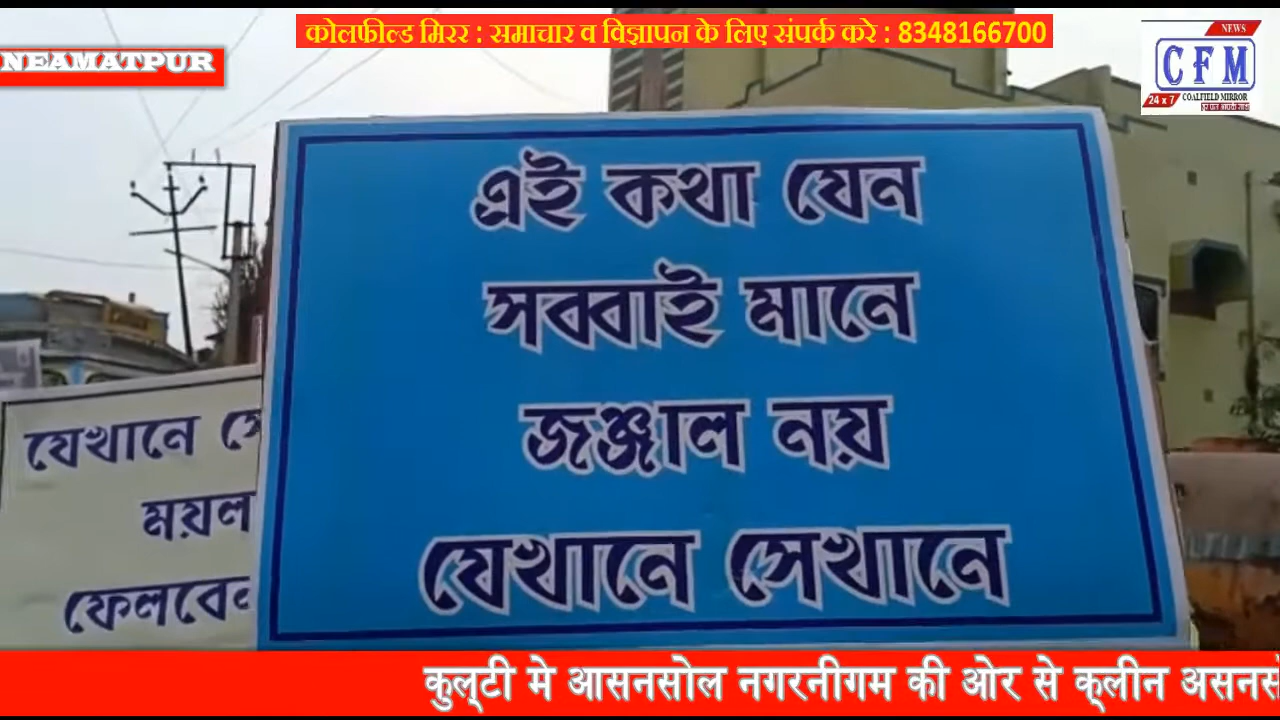 कोलफील्ड मिरर : समाचार व विज्ञापन के लिए संपर्क करे : 8348166700
NEAMATPUR
NEWS
CFM
24 x 7 COALFIELD MIRROR
এই কথা যেন
সব্বাই মানে
জঞ্জাল নয়
যেখানে সেখানে
যেখানে সে
ময়ল
ফেলবেন
कुल्टी मे आसनसोल नगरनीगम की ओर से क्लीन असनसो